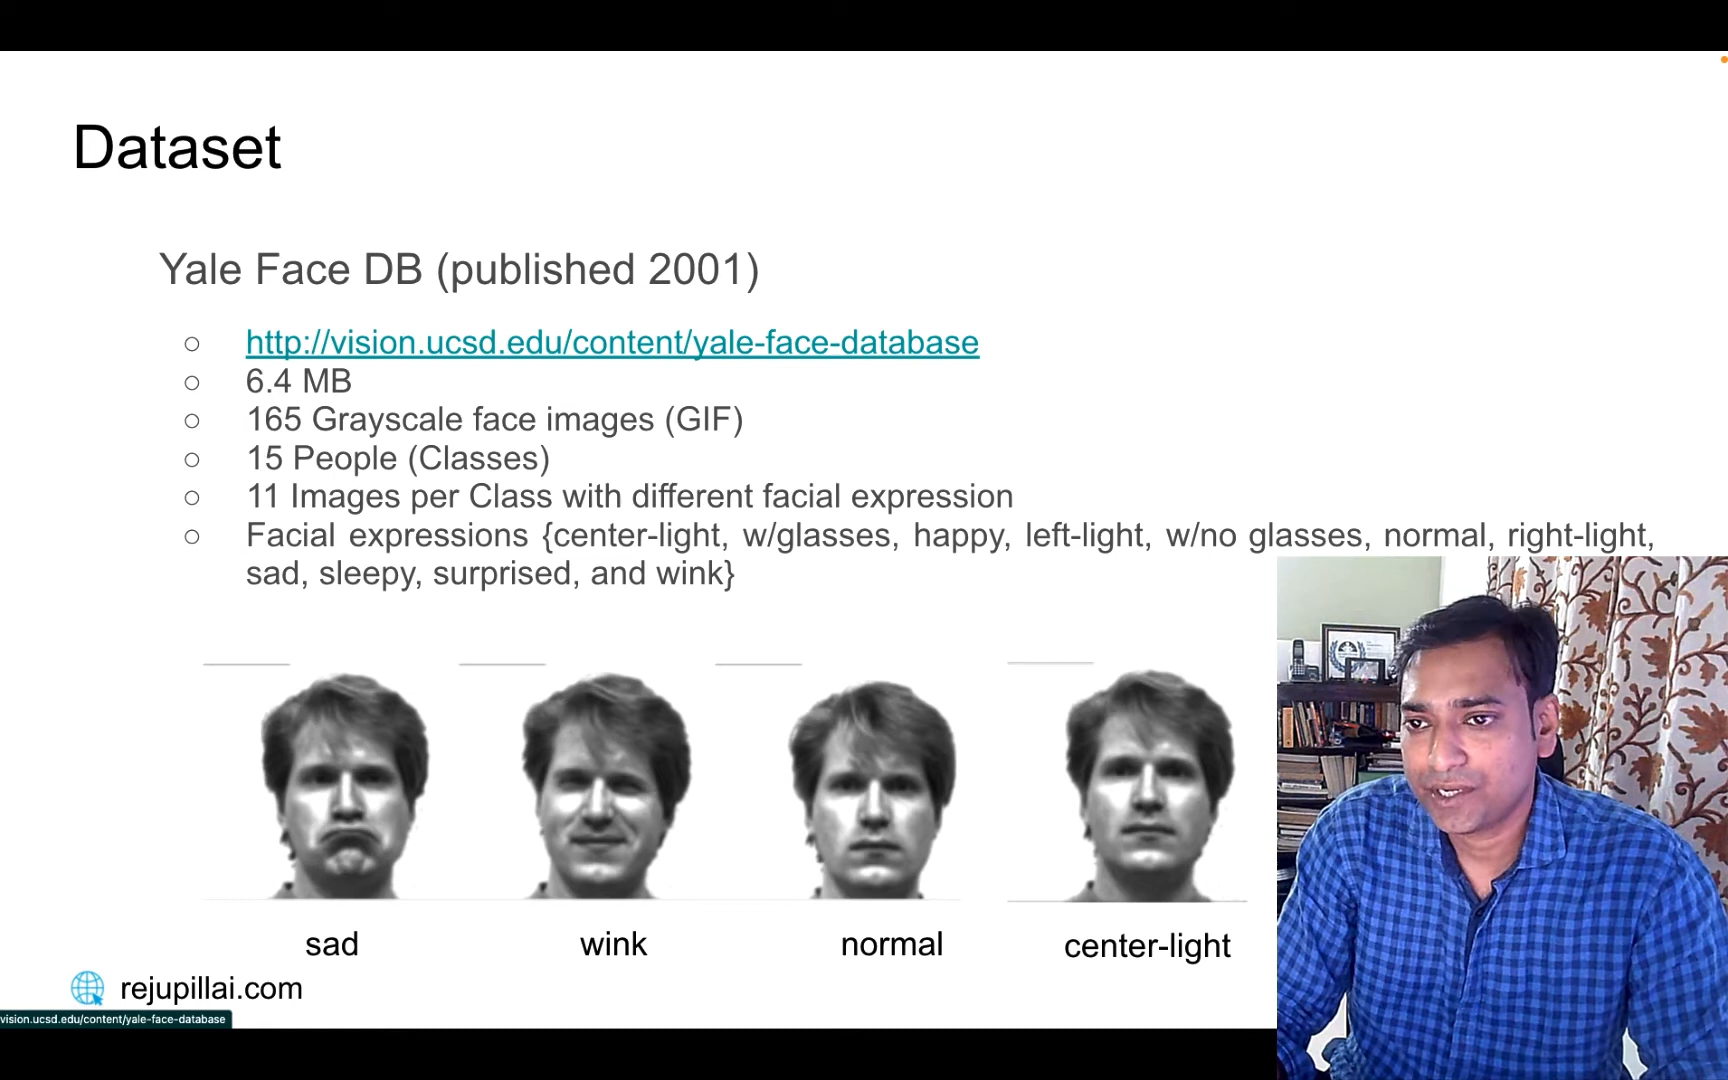 Dataset
Yale Face DB (published 2001)
http://vision.ucsd.edu/content/yale-face-database
6.4 MB
165 Grayscale face images (GIF)
15 People (Classes)
11 Images per Class with different facial expression
Facial expressions {center-light, w/glasses, happy, left-light, w/no glasses, normal, right-light,
sad, sleepy, surprised, and wink}
sad wink normal center-light
rejupillai.com
vision.ucsd.edu/content/yale-face-database